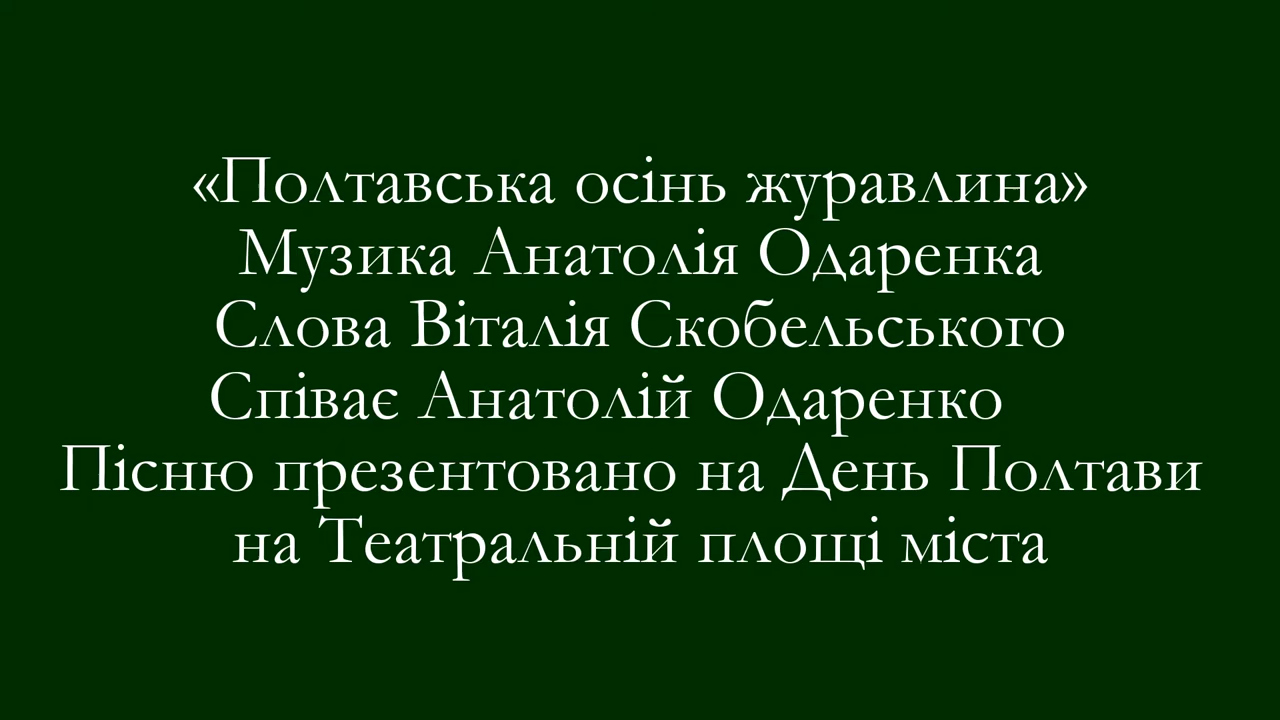 «Полтавська осінь журавлина»
Музика Анатолія Одаренка
Слова Віталія Скобельського
Співає Анатолій Одаренко
Пісню презентовано на День Полтави
на Театральній площі міста